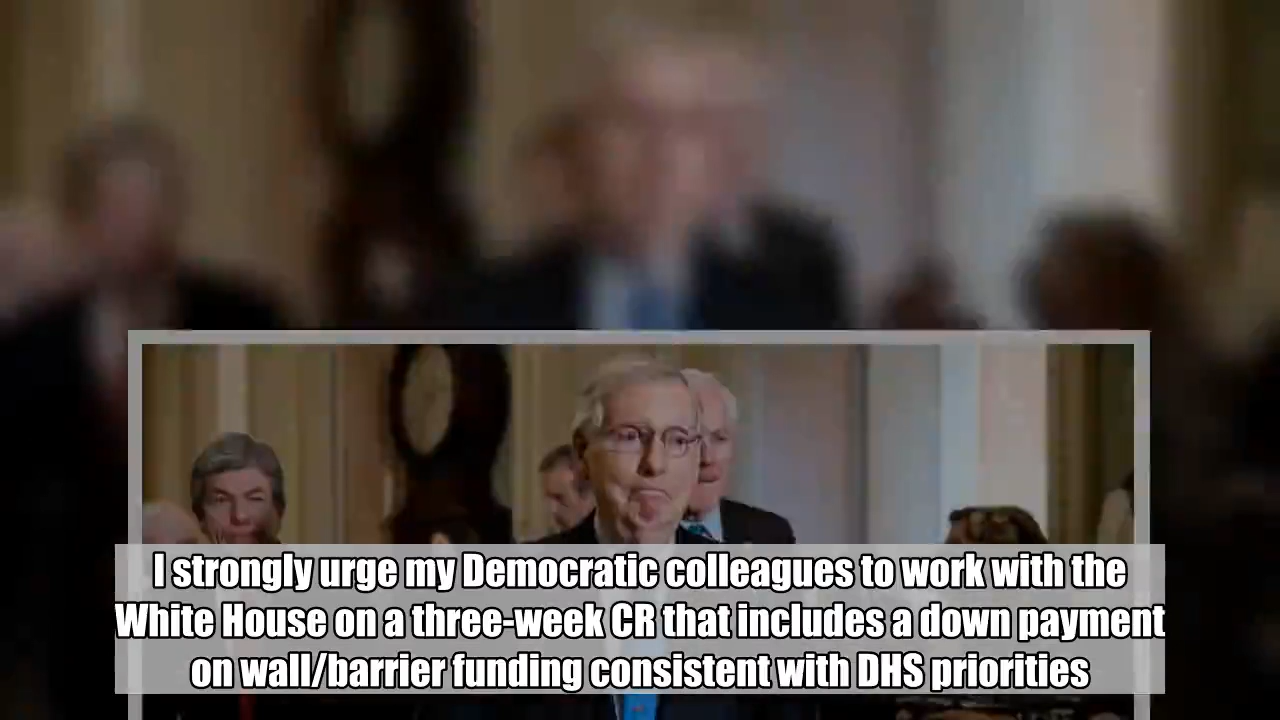 I strongly urge my Democratic colleagues to work with the
White House on a three-week CR that includes a down payment
on wall/barrier funding consistent with DHS priorities